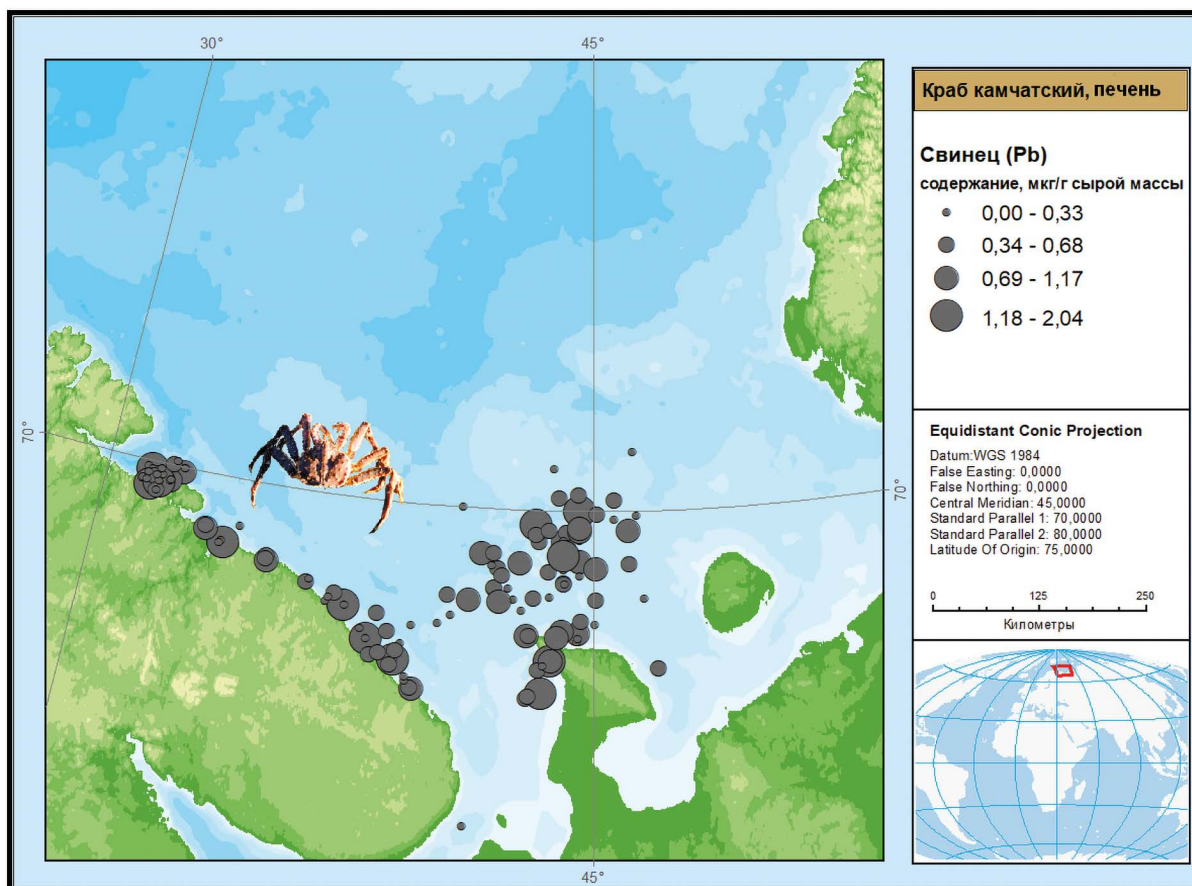 30°
45°
70°
70°
45°
Краб камчатский, печень
Свинец (Pb)
содержание, мкг/г сырой массы
0,00 - 0,33
0,34 - 0,68
0,69 - 1,17
1,18 - 2,04
Equidistant Conic Projection
Datum:WGS 1984
False Easting: 0,0000
False Northing: 0,0000
Central Meridian: 45,0000
Standard Parallel 1: 70,0000
Standard Parallel 2: 80,0000
Latitude Of Origin: 75,0000
0 125 250
Километры